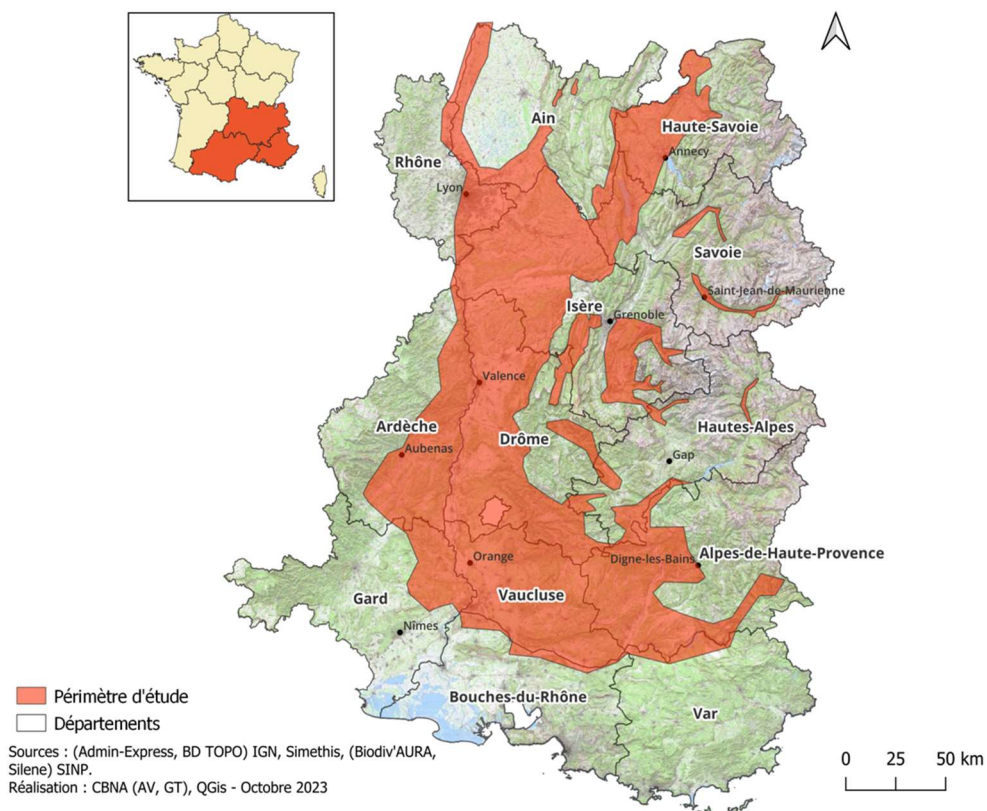 Ain
Haute-Savoie
Annecy
Rhône
Lyon
Savoie
Saint-Jean-de-Maurienne
Isère
Grenoble
Valence
Ardèche
Drôme
Hautes-Alpes
Aubenas
Gap
Orange
Digne-les-Bains
Alpes-de-Haute-Provence
Gard
Vaucluse
Nîmes
Bouches-du-Rhône
Var
Périmètre d'étude
Départements
Sources : (Admin-Express, BD TOPO) IGN, Simethis, (Biodiv'AURA,
Silene) SINP.
Réalisation : CBNA (AV, GT), QGis - Octobre 2023
0 25 50 km